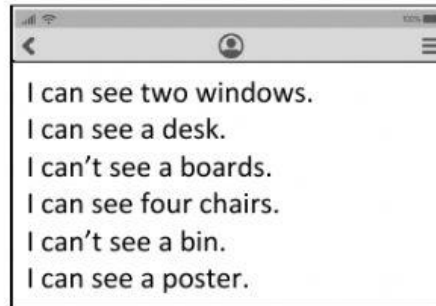 100%
I can see two windows.
I can see a desk.
I can't see a boards.
I can see four chairs.
I can't see a bin.
I can see a poster.